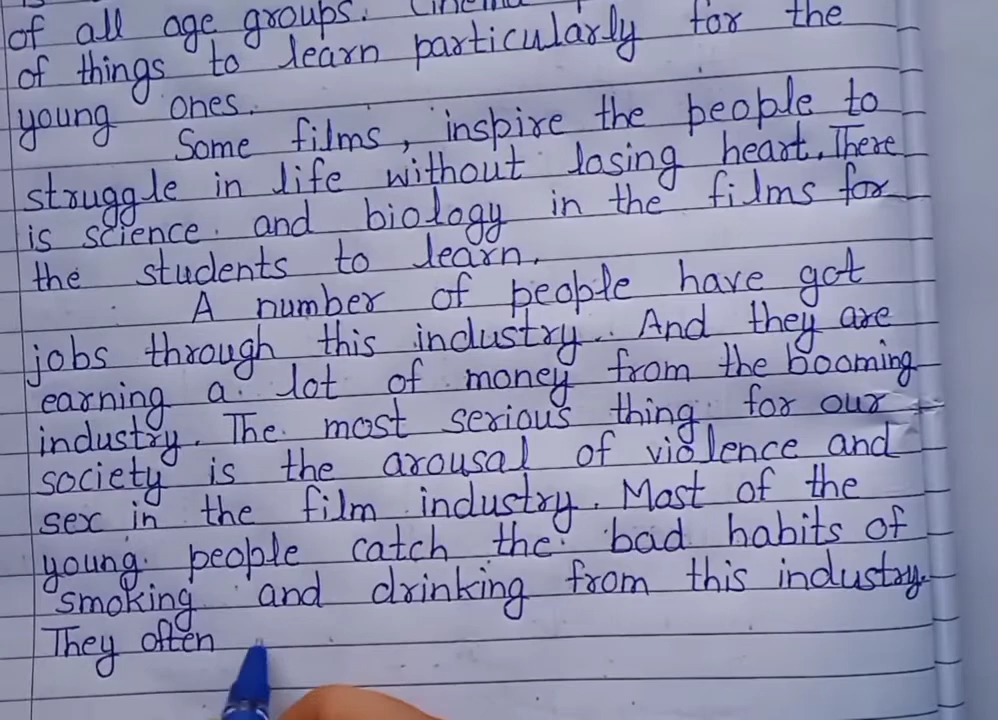 of all age groups. Cinema
of things to learn particularly for the
young ones.
Some films, inspire the people to
struggle in life without losing heart. There
is science and biology in the films for
the students to learn.
A number of people have got
jobs through this industry. And they are
earning a lot of money from the booming
industry. The most serious thing for our
society is the arousal of violence and
sex in the film industry. Most of the
young people catch the bad habits of
smoking and drinking from this industry.
They often